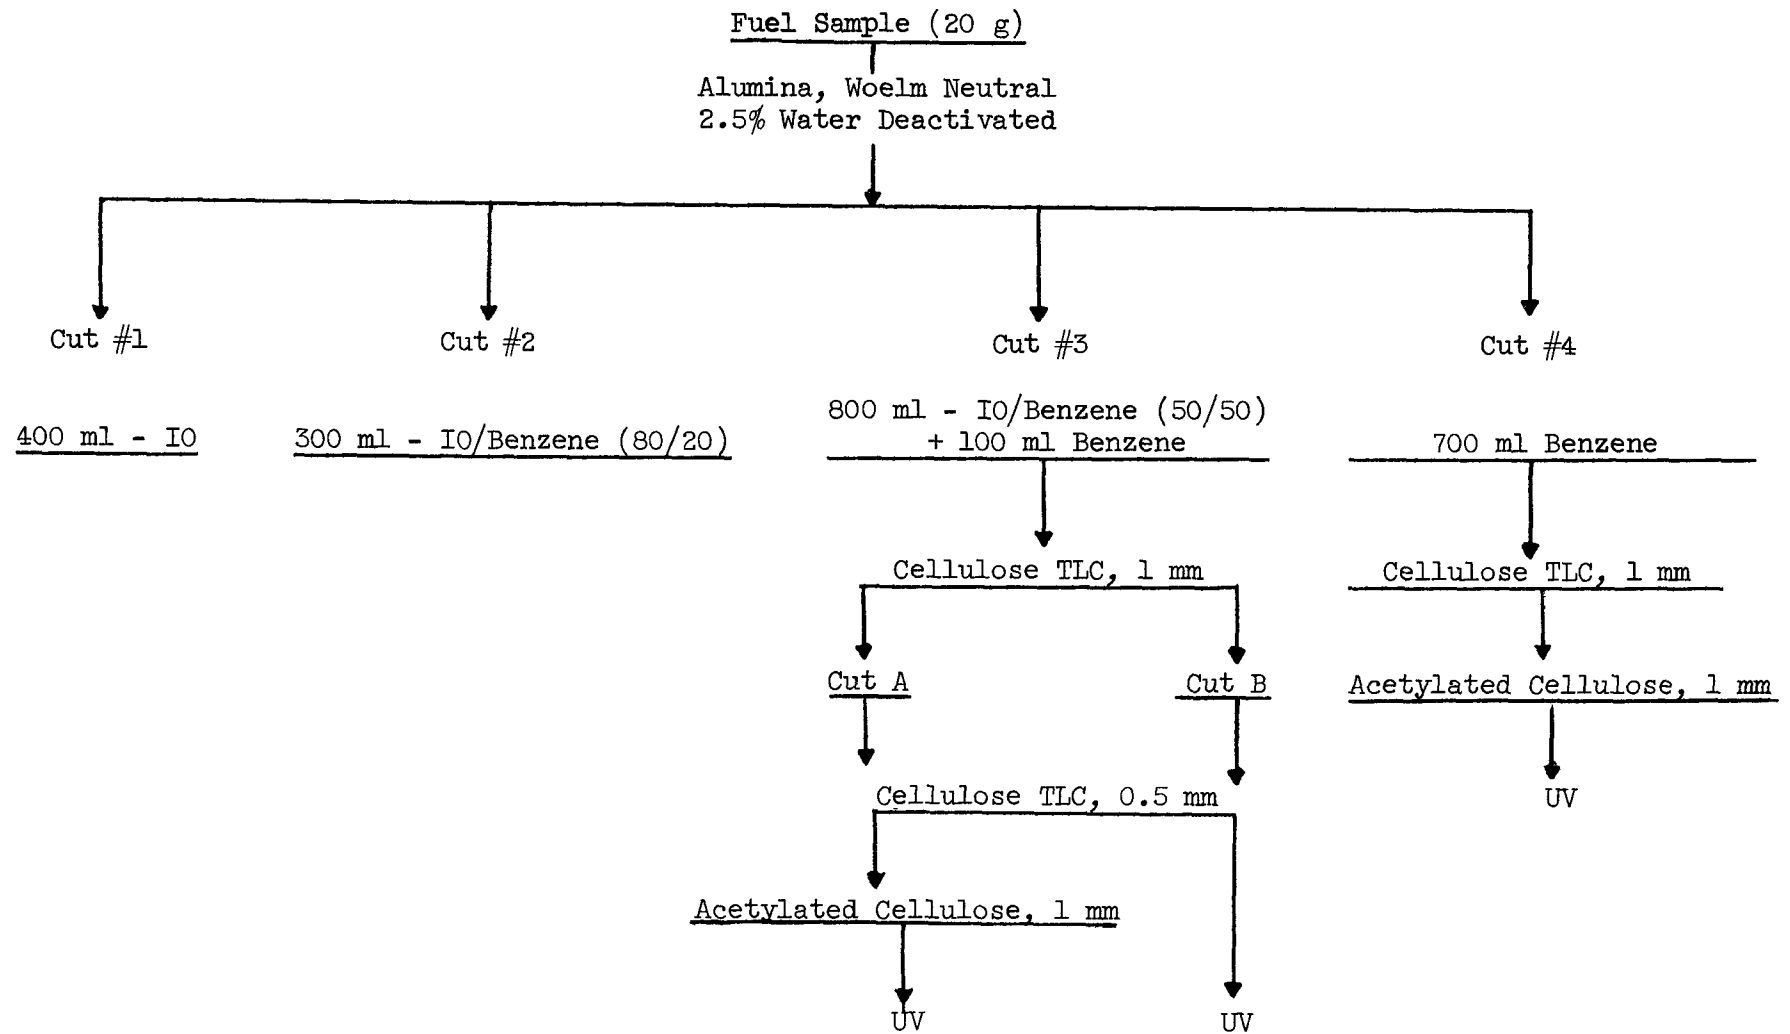 Fuel Sample (20 g)
Alumina, Woelm Neutral
2.5% Water Deactivated
Cut #1
Cut #2
Cut #3
Cut #4
400 ml - IO
300 ml - IO/Benzene (80/20)
800 ml - IO/Benzene (50/50)
+ 100 ml Benzene
700 ml Benzene
Cellulose TLC, 1 mm
Cellulose TLC, 1 mm
Cut A
Cut B
Acetylated Cellulose, 1 mm
Cellulose TLC, 0.5 mm
UV
Acetylated Cellulose, 1 mm
UV
UV